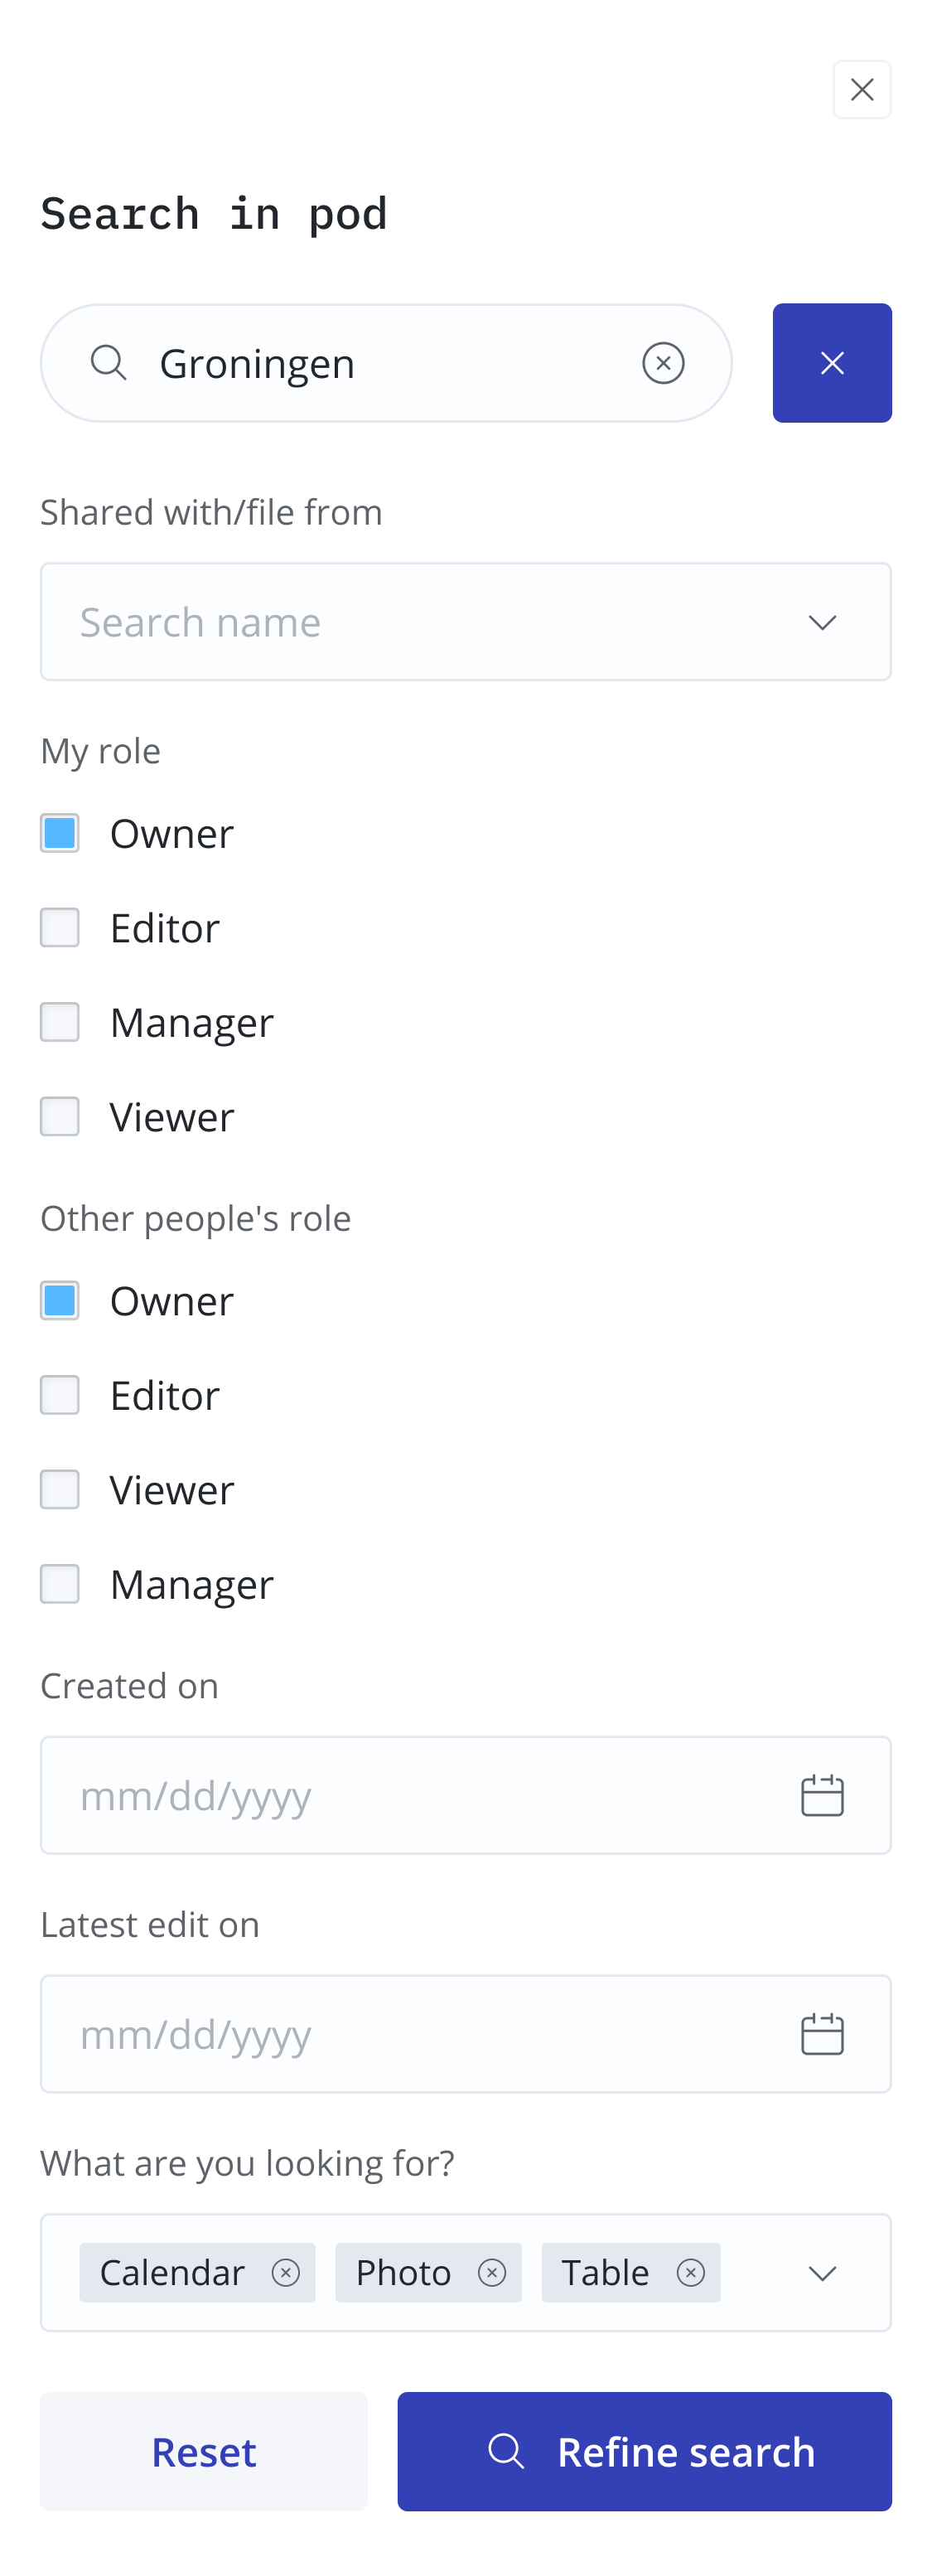 Search in pod
Groningen
Shared with/file from
Search name
My role
Owner
Editor
Manager
Viewer
Other people's role
Owner
Editor
Viewer
Manager
Created on
mm/dd/yyyy
Latest edit on
mm/dd/yyyy
What are you looking for?
Calendar Photo Table
Reset Refine search